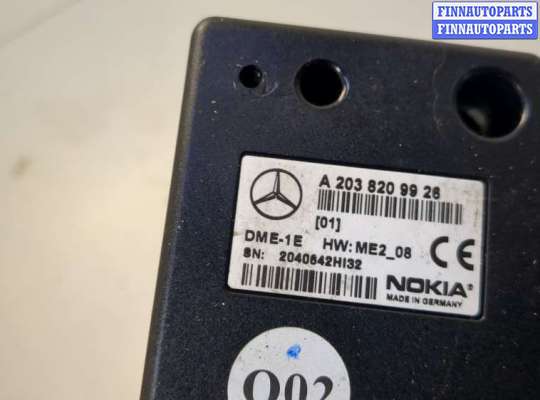 FINNAUTOPARTS
FINNAUTOPARTS
A 203 820 99 26
[01]
DME-1E HW: ME2_08 CE
SN: 2040642HI32
NOKIA®
MADE IN GERMANY
Q02